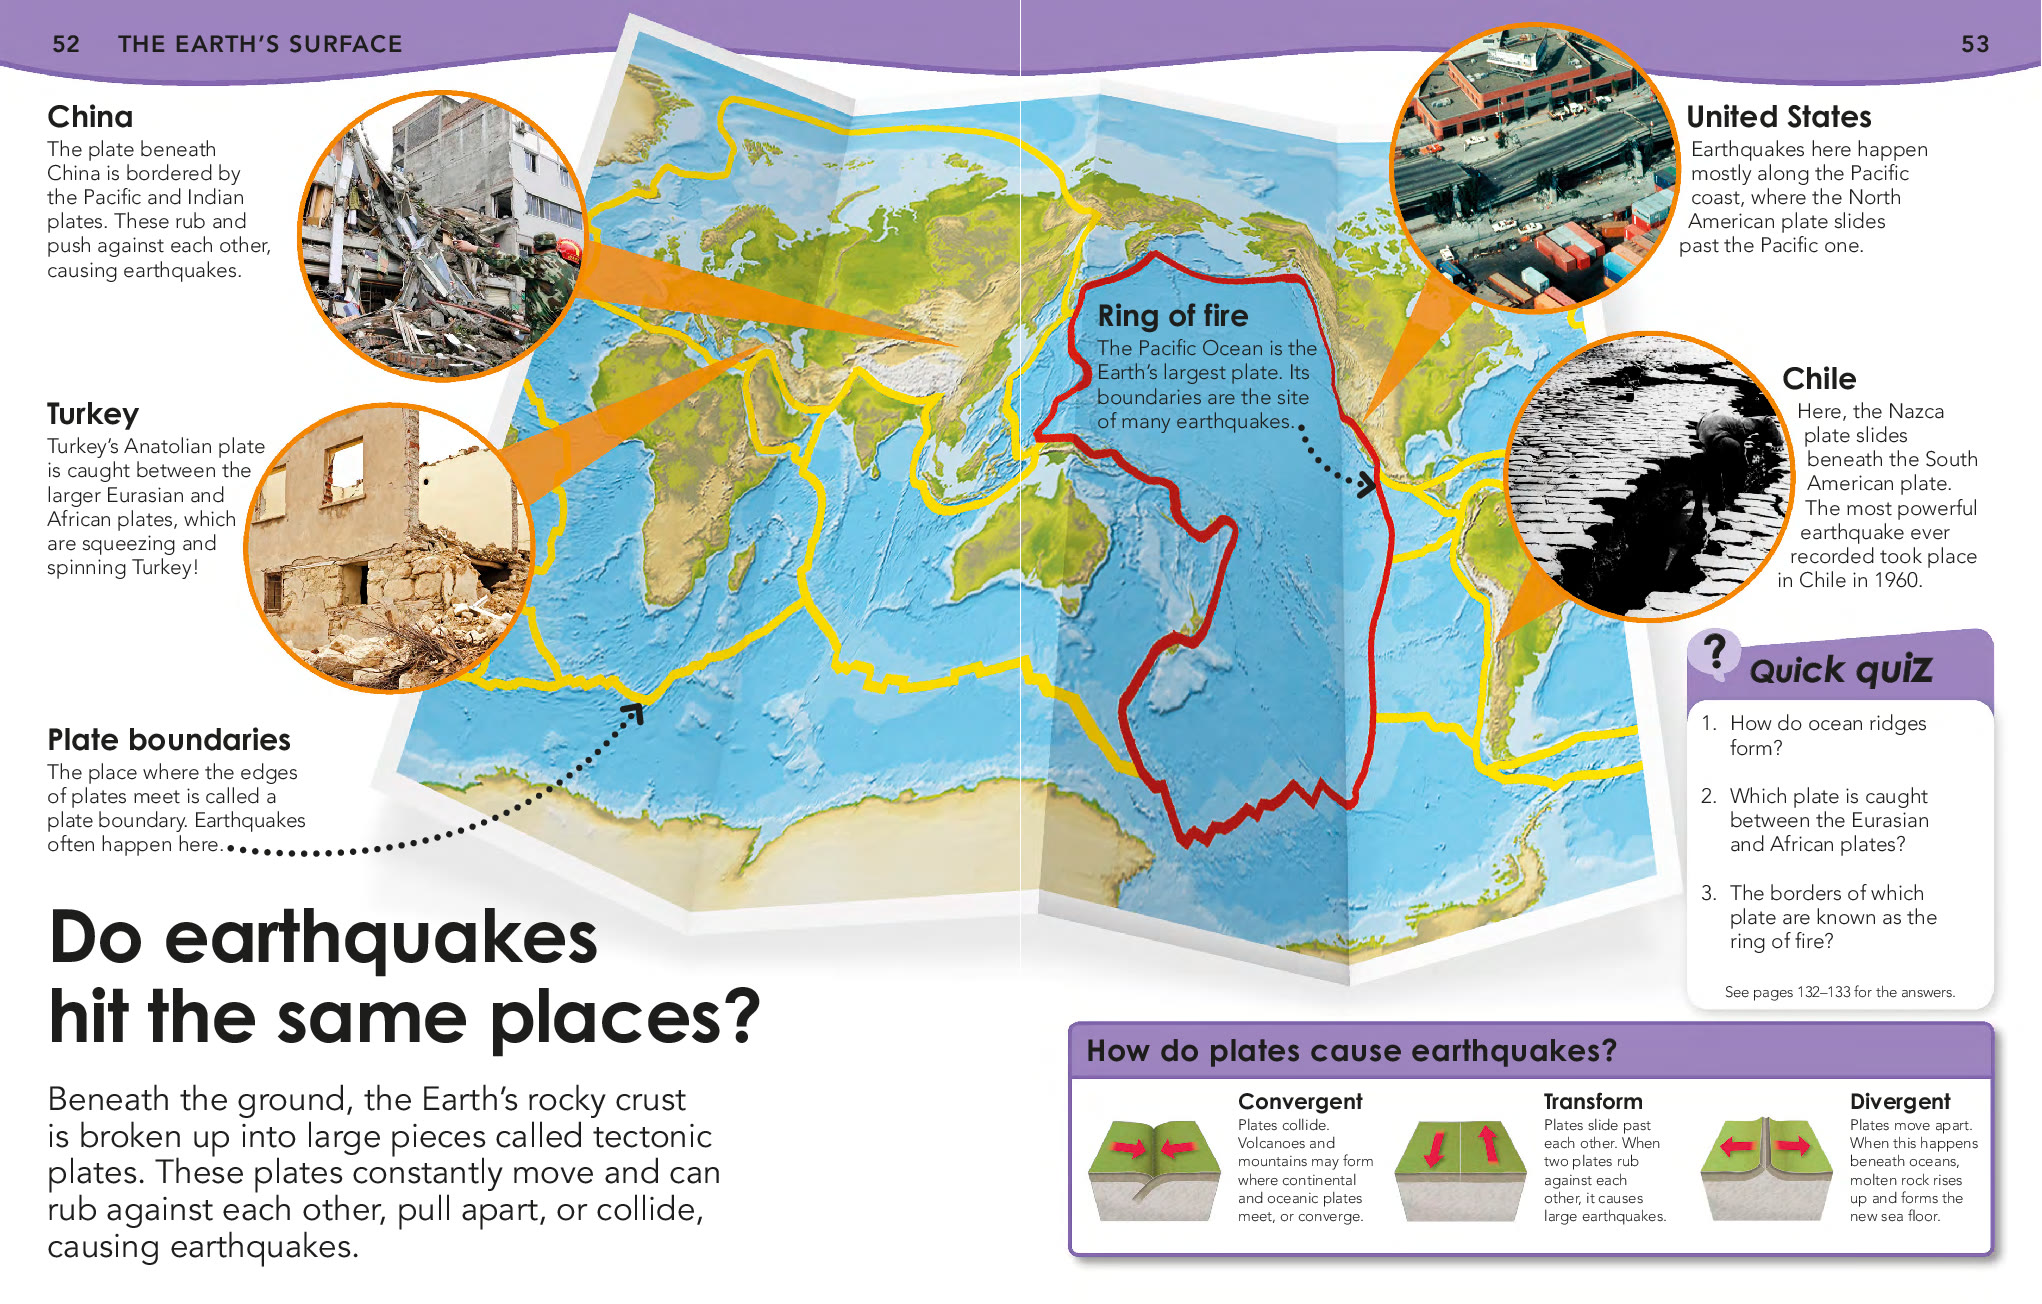 52 THE EARTH’S SURFACE
53
China
The plate beneath
China is bordered by
the Pacific and Indian
plates. These rub and
push against each other,
causing earthquakes.
Turkey
Turkey’s Anatolian plate
is caught between the
larger Eurasian and
African plates, which
are squeezing and
spinning Turkey!
Plate boundaries
The place where the edges
of plates meet is called a
plate boundary. Earthquakes
often happen here.
Ring of fire
The Pacific Ocean is the
Earth’s largest plate. Its
boundaries are the site
of many earthquakes.
United States
Earthquakes here happen
mostly along the Pacific
coast, where the North
American plate slides
past the Pacific one.
Chile
Here, the Nazca
plate slides
beneath the South
American plate.
The most powerful
earthquake ever
recorded took place
in Chile in 1960.
Do earthquakes
hit the same places?
Beneath the ground, the Earth’s rocky crust
is broken up into large pieces called tectonic
plates. These plates constantly move and can
rub against each other, pull apart, or collide,
causing earthquakes.
? Quick quiz
1. How do ocean ridges
form?
2. Which plate is caught
between the Eurasian
and African plates?
3. The borders of which
plate are known as the
ring of fire?
See pages 132–133 for the answers.
How do plates cause earthquakes?
Convergent
Plates collide.
Volcanoes and
mountains may form
where continental
and oceanic plates
meet, or converge.
Transform
Plates slide past
each other. When
two plates rub
against each
other, it causes
large earthquakes.
Divergent
Plates move apart.
When this happens
beneath oceans,
molten rock rises
up and forms the
new sea floor.